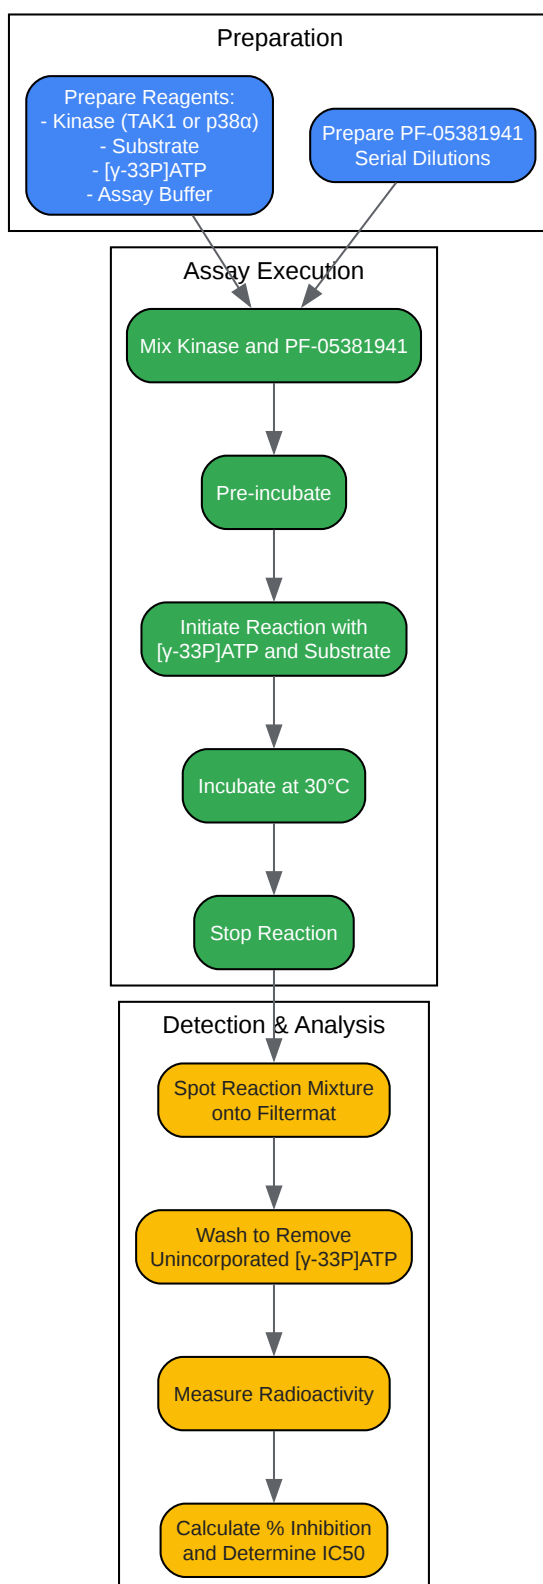 Preparation
Prepare Reagents:
- Kinase (TAK1 or p38α)
- Substrate
- [γ-33P]ATP
- Assay Buffer
Prepare PF-05381941
Serial Dilutions
Assay Execution
Mix Kinase and PF-05381941
Pre-incubate
Initiate Reaction with
[γ-33P]ATP and Substrate
Incubate at 30°C
Stop Reaction
Detection & Analysis
Spot Reaction Mixture
onto Filtermat
Wash to Remove
Unincorporated [γ-33P]ATP
Measure Radioactivity
Calculate % Inhibition
and Determine IC50